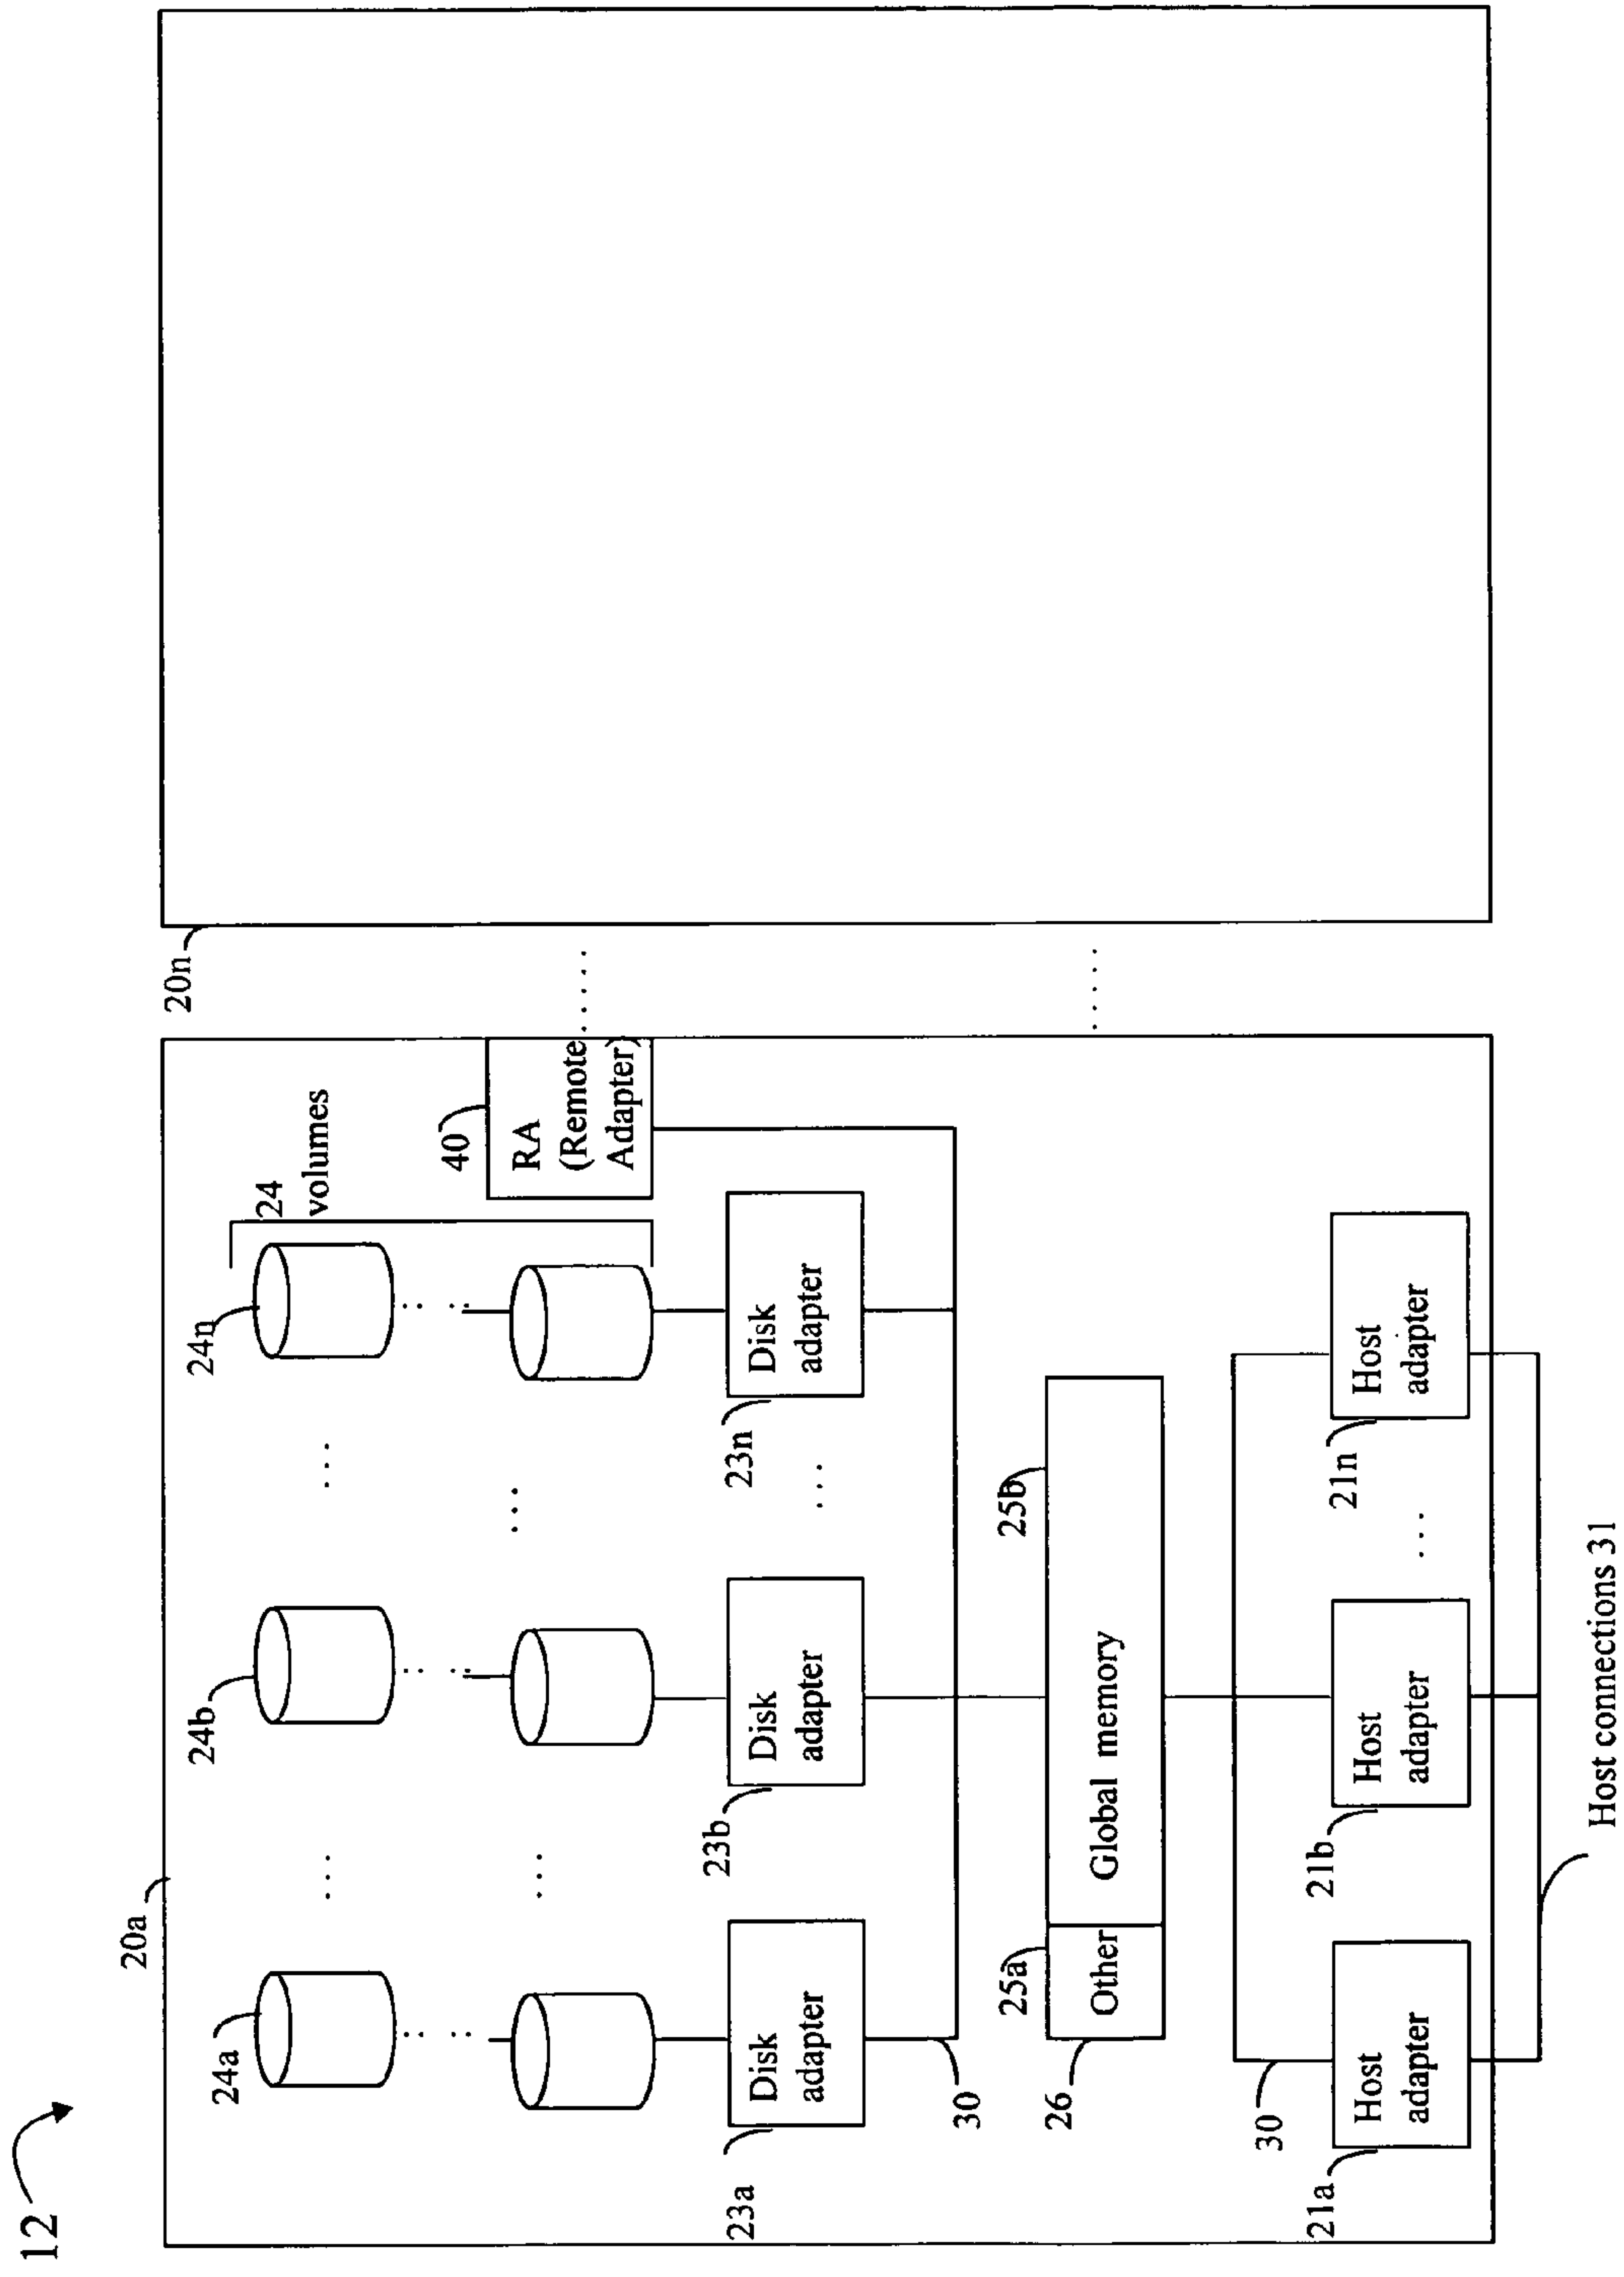 12
20a
20n
24a
24b
24n
24
volumes
40
RA
(Remote
Adapter)
23a
Disk
adapter
23b
Disk
adapter
23n
Disk
adapter
30
25a
25b
26
Other
Global memory
30
21a
Host
adapter
21b
Host
adapter
21n
Host
adapter
Host connections 31